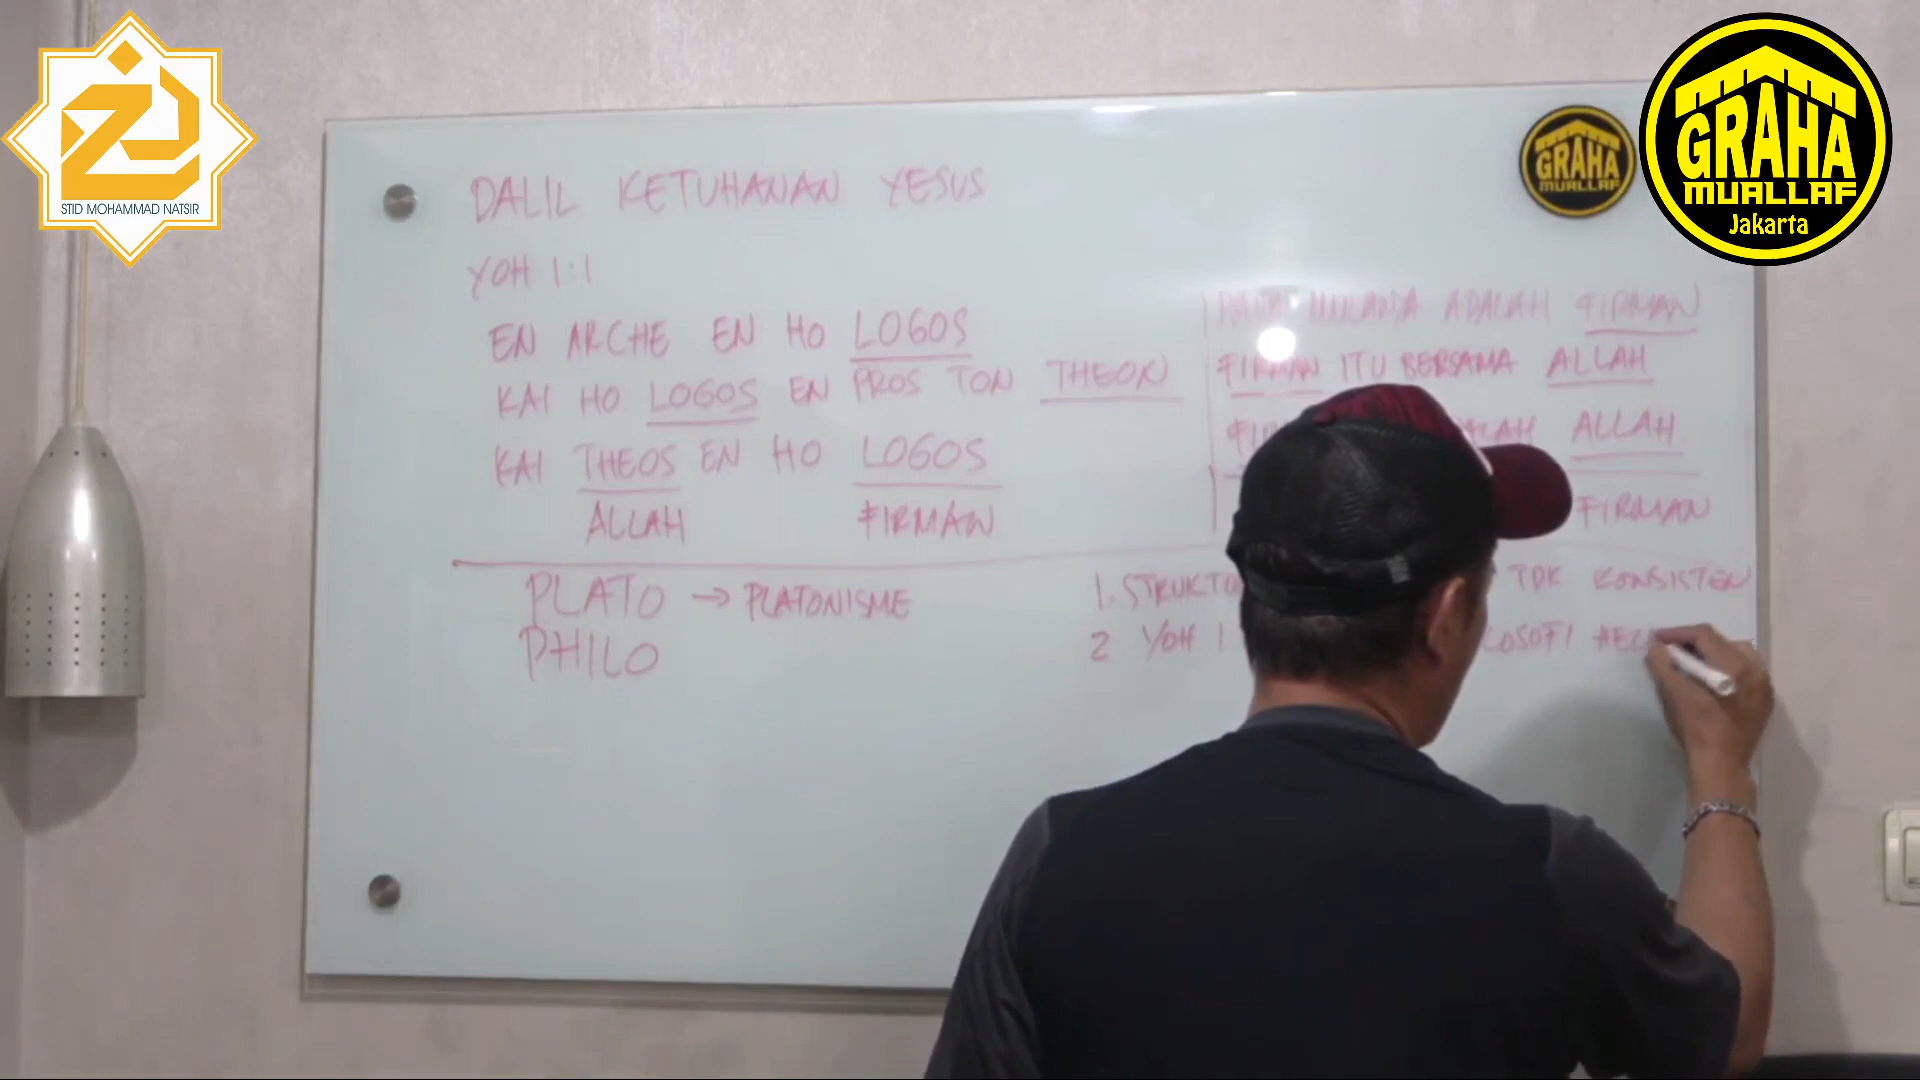 STID MOHAMMAD NATSIR
GRAHA
MUALLAF
GRAHA
MUALLAF
Jakarta
DALIL KETUHANAN YESUS
YOH 1:1
EN ARCHE EN HO LOGOS
KAI HO LOGOS EN PROS TON THEON
KAI THEOS EN HO LOGOS
ALLAH FIRMAN
ADALAH FIRMAN
FIRMAN ITU BERSAMA ALLAH
ALLAH
FIRMAN
PLATO → PLATONISME
PHILO
1. TDK KONSISTEN
2 YOH 1